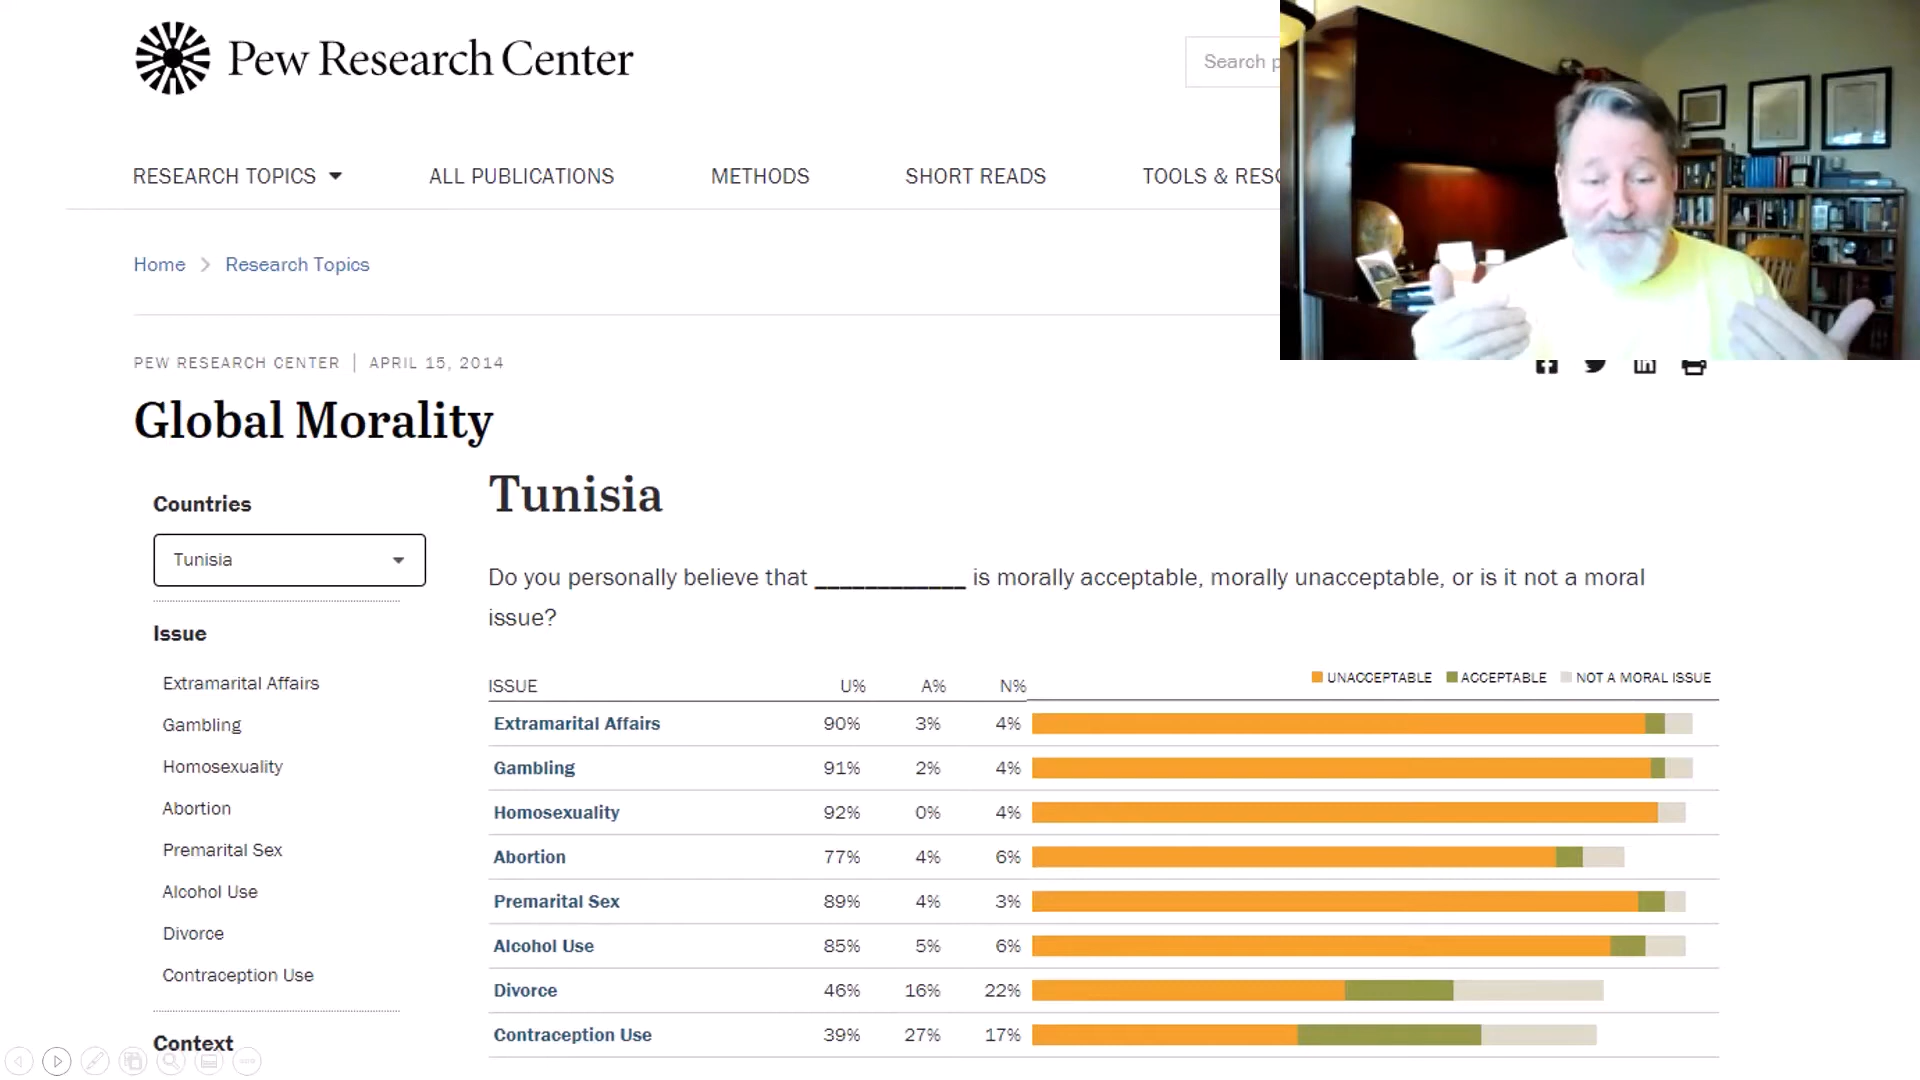 Pew Research Center
Search
RESEARCH TOPICS
ALL PUBLICATIONS
METHODS
SHORT READS
TOOLS &
Home
Research Topics
PEW RESEARCH CENTER | APRIL 15, 2014
Global Morality
Countries
Tunisia
Issue
Extramarital Affairs
Gambling
Homosexuality
Abortion
Premarital Sex
Alcohol Use
Divorce
Contraception Use
Context
Tunisia
Do you personally believe that ____________ is morally acceptable, morally unacceptable, or is it not a moral
issue?
UNACCEPTABLE ACCEPTABLE NOT A MORAL ISSUE
ISSUE U% A% N%
Extramarital Affairs 90% 3% 4%
Gambling 91% 2% 4%
Homosexuality 92% 0% 4%
Abortion 77% 4% 6%
Premarital Sex 89% 4% 3%
Alcohol Use 85% 5% 6%
Divorce 46% 16% 22%
Contraception Use 39% 27% 17%